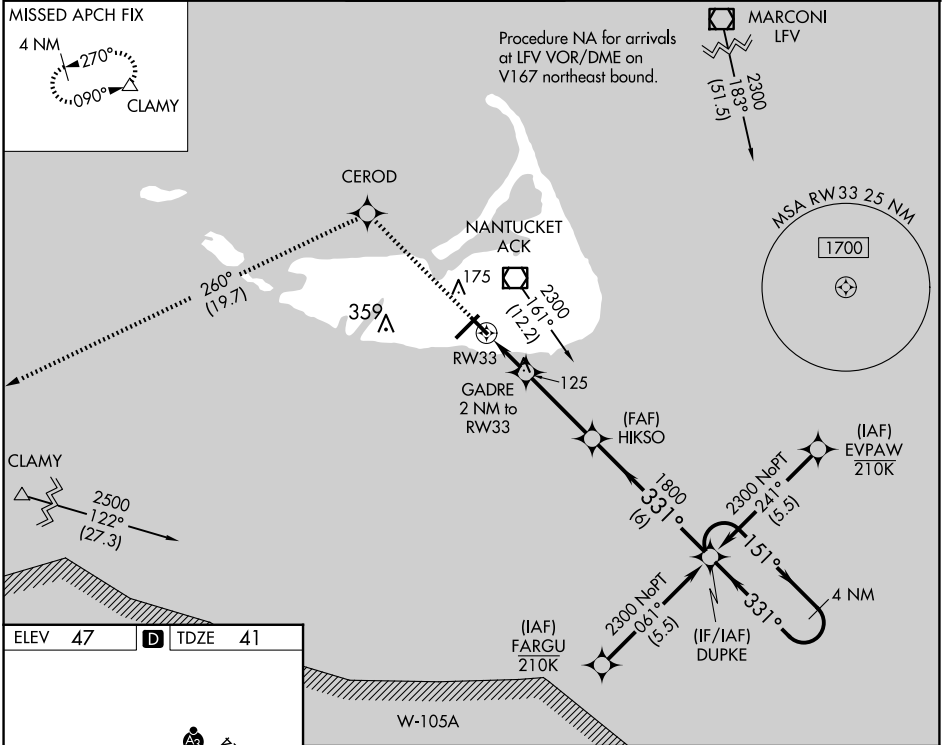 MISSED APCH FIX
4 NM
270°
090°
CLAMY
Procedure NA for arrivals
at LFV VOR/DME on
V167 northeast bound.
MARCONI
LFV
2300
183°
(51.5)
CEROD
NANTUCKET
ACK
MSA RW33 25 NM
1700
175
2300
161°
(12.2)
260°
(19.7)
359
RW33
125
GADRE
2 NM to
RW33
(FAF)
HIKSO
(IAF)
EVPAW
210K
CLAMY
2500
122°
(27.3)
1800
331°
(6)
2300 NoPT
241°
(5.5)
151°
4 NM
331°
2300 NoPT
061°
(5.5)
(IF/IAF)
DUPKE
(IAF)
FARGU
210K
ELEV 47 D TDZE 41
W-105A
A3